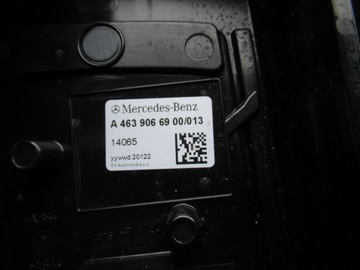 Mercedes-Benz
A 463 906 69 00/013
14065
yywwd:20122